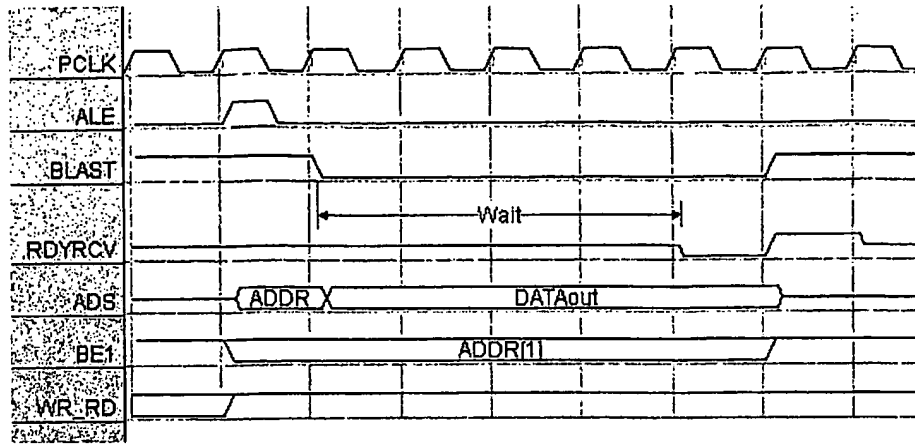 PCLK
ALE
BLAST
Wait
RDYRCV
ADS ADDR DATAout
BE1 ADDR[1]
WR_RD